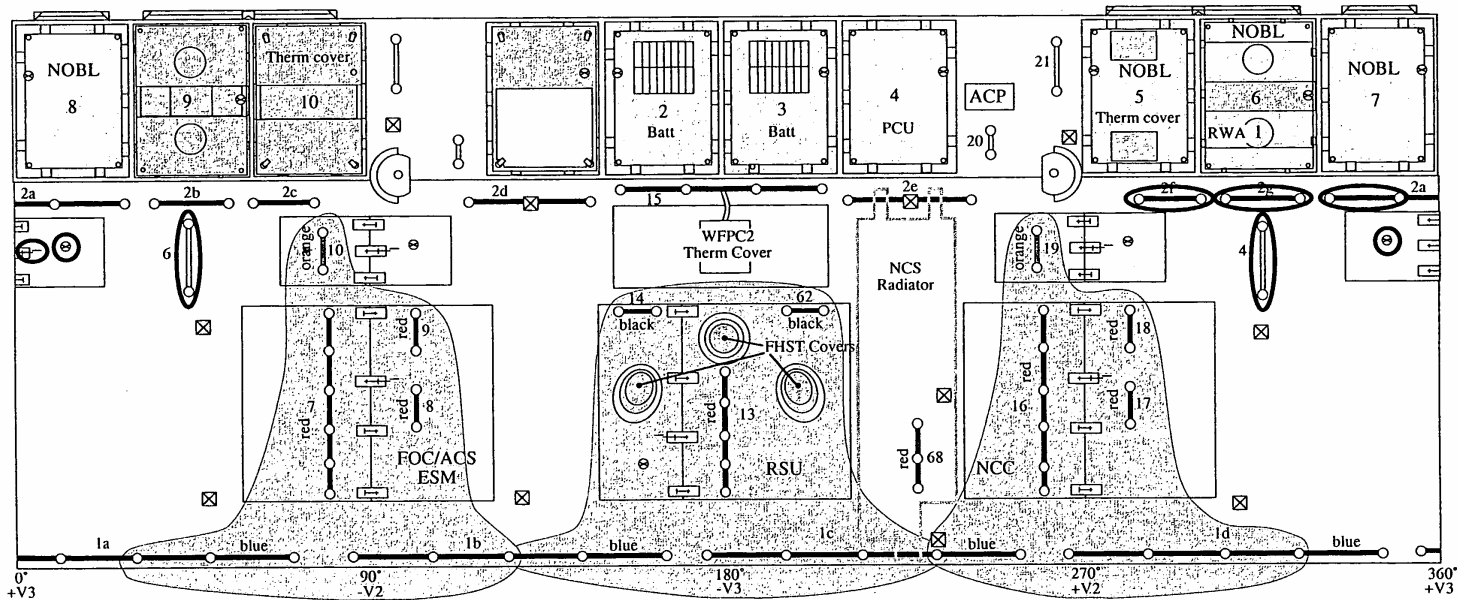 NOBL
8
9
Therm cover
10
2
Batt
3
Batt
4
PCU
ACP
21
20
NOBL
5
Therm cover
NOBL
6
RWA 1
NOBL
7
2a
2b
2c
2d
15
2e
2f
2g
2a
6
orange
10
WFPC2
Therm Cover
NCS
Radiator
orange
19
4
14
black
62
black
FHST Covers
red
9
red
8
7
red
red
13
RSU
red
68
FOC/ACS
ESM
red
16
red
18
red
17
NCC
1a
blue
1b
blue
1c
blue
1d
blue
0°
+V3
90°
-V2
180°
-V3
270°
+V2
360°
+V3